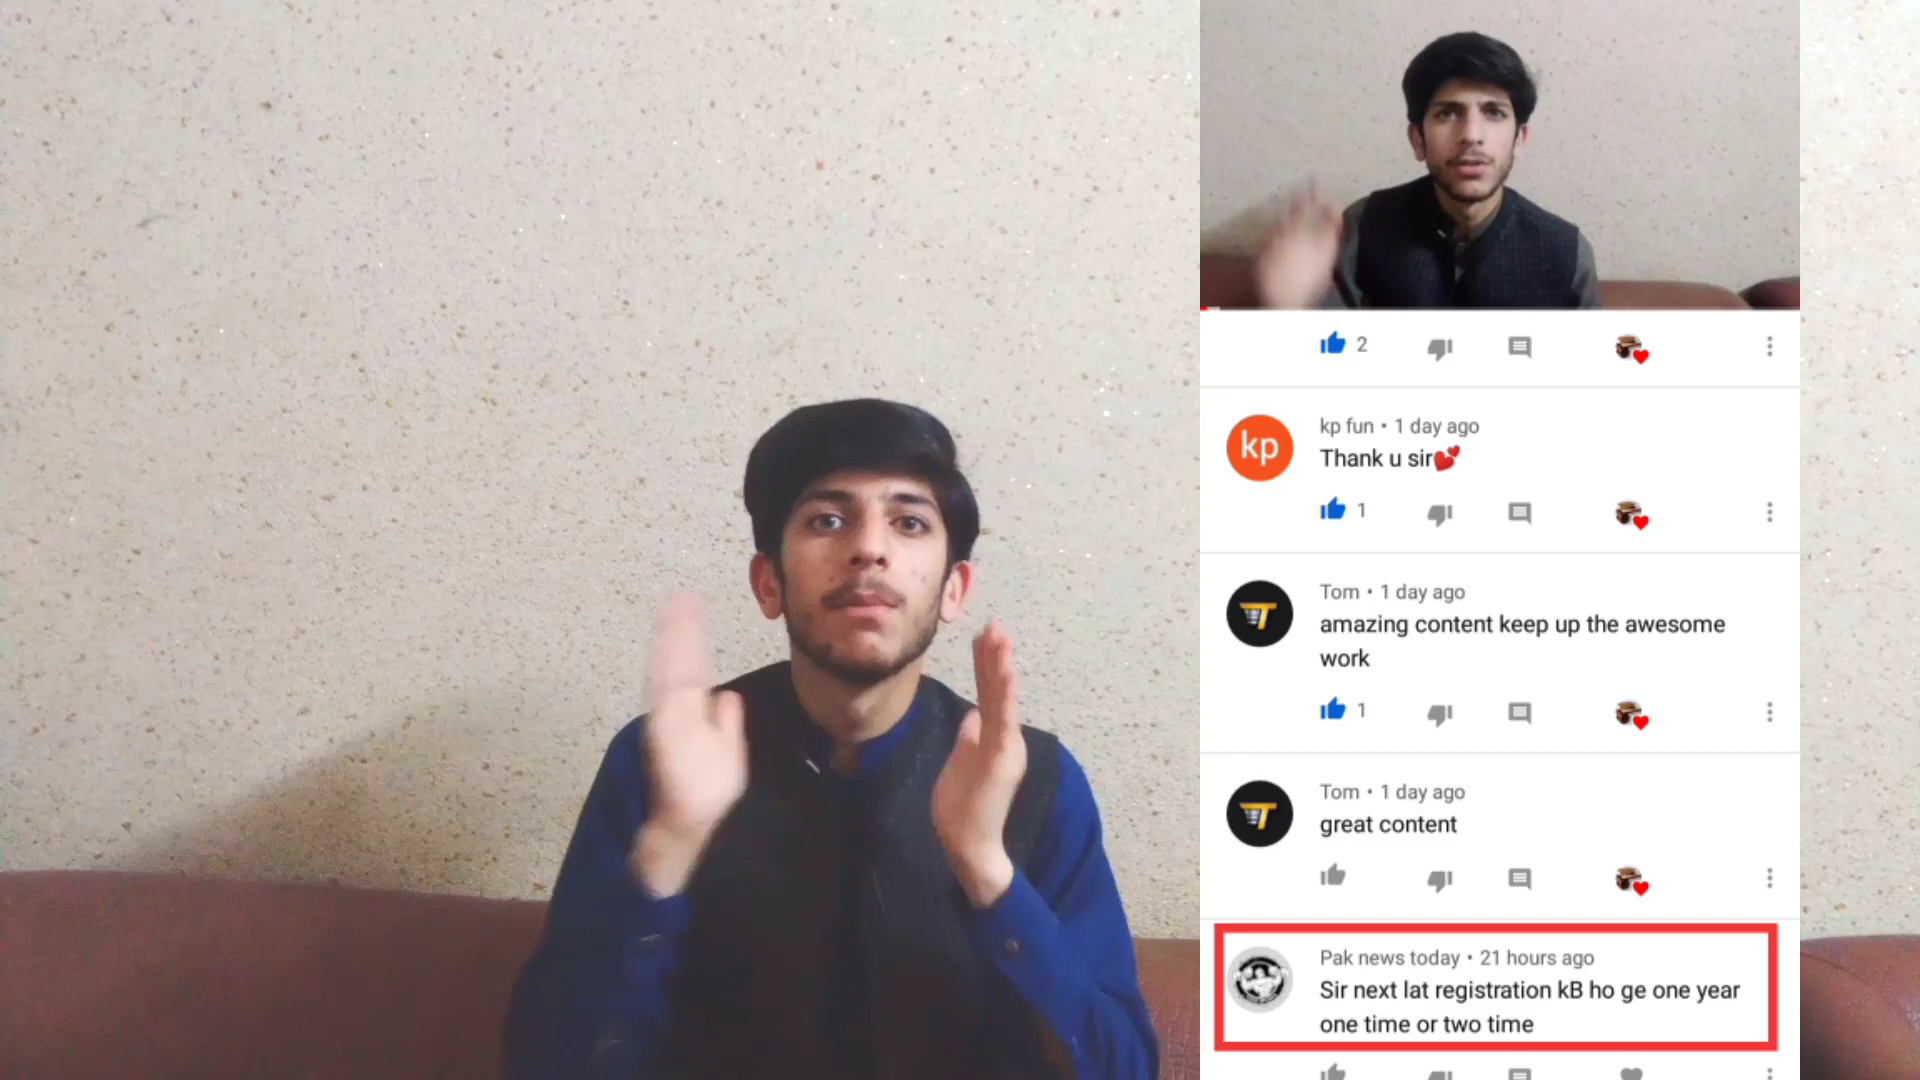 2
kp
kp fun • 1 day ago
Thank u sir💕
1
Tom • 1 day ago
amazing content keep up the awesome
work
1
Tom • 1 day ago
great content
Pak news today • 21 hours ago
Sir next lat registration kB ho ge one year
one time or two time